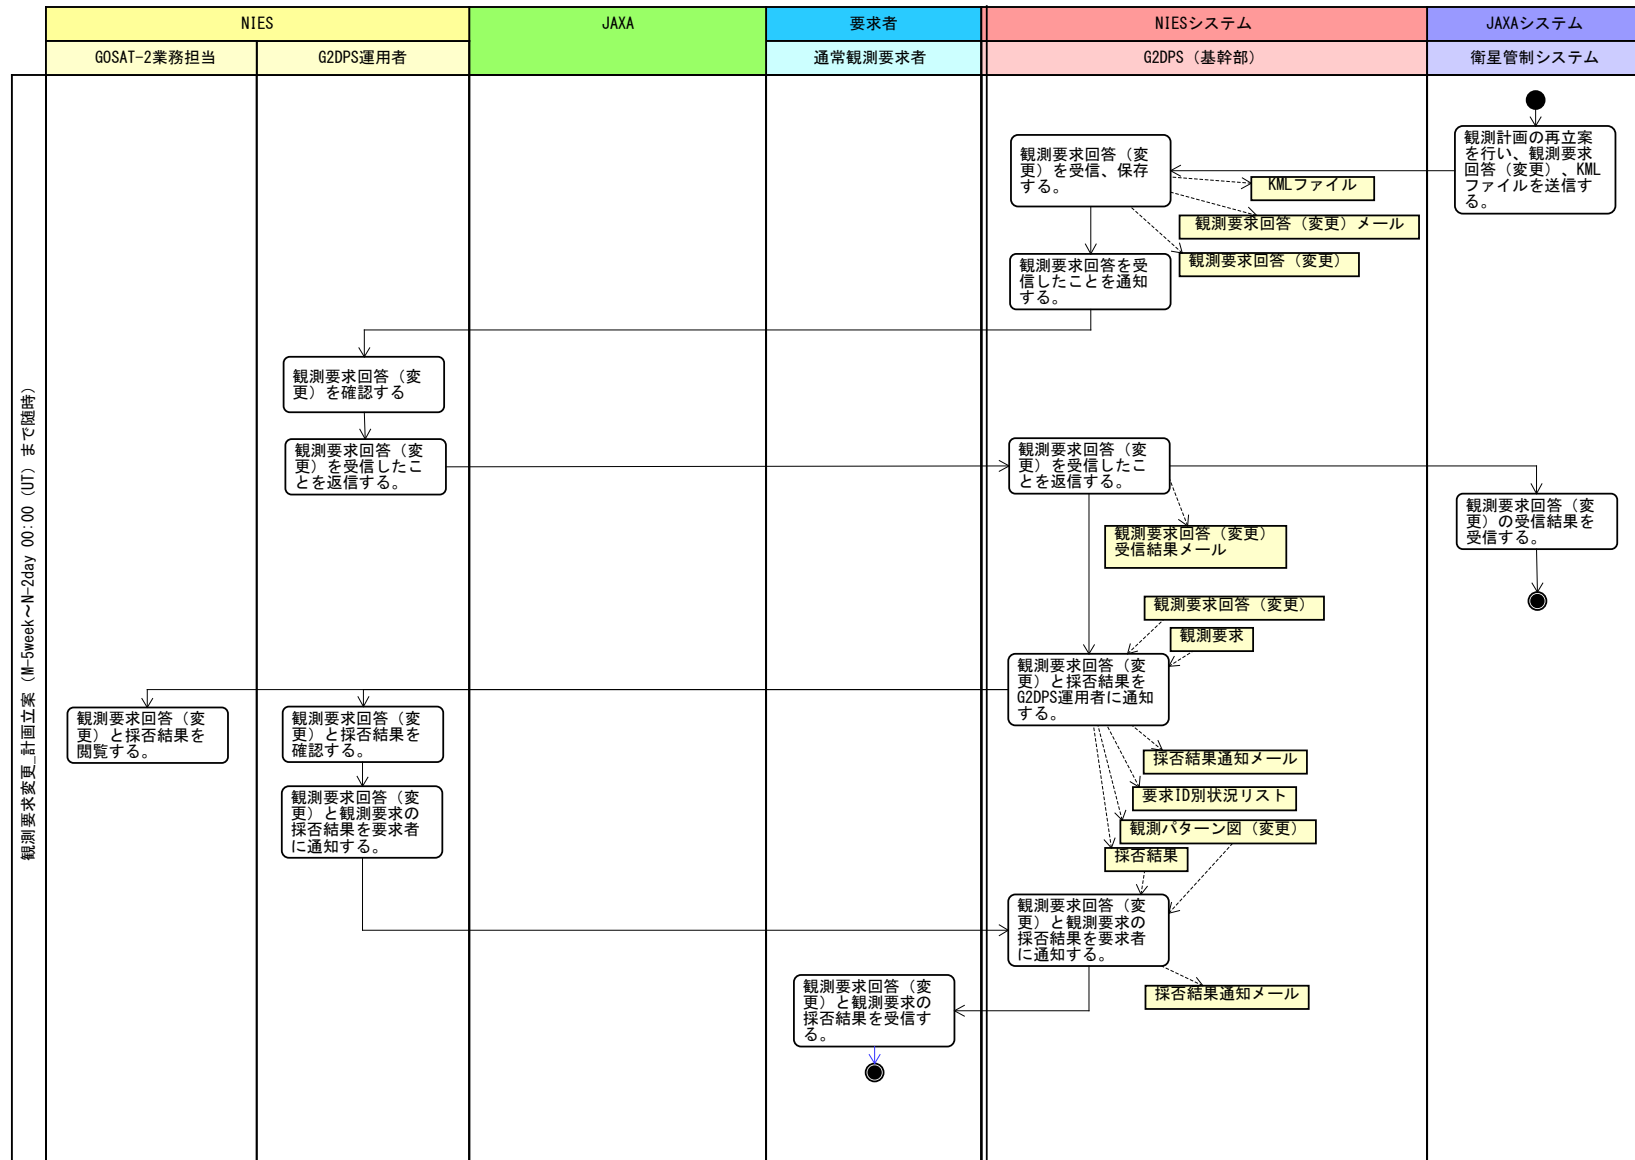 NIES
JAXA
要求者
NIESシステム
JAXAシステム
GOSAT-2業務担当
G2DPS運用者
通常観測要求者
G2DPS（基幹部）
衛星管制システム
観測要求変更_計画立案（M-5week～N-2day 00:00（UT）まで随時）
観測計画の再立案
を行い、観測要求
回答（変更）、KML
ファイルを送信す
る。
観測要求回答（変
更）を受信、保存
する。
KMLファイル
観測要求回答（変更）メール
観測要求回答（変更）
観測要求回答を受
信したことを通知
する。
観測要求回答（変
更）を確認する
観測要求回答（変
更）を受信したこ
とを返信する。
観測要求回答（変
更）を受信したこ
とを返信する。
観測要求回答（変更）
受信結果メール
観測要求回答（変
更）の受信結果を
受信する。
観測要求回答（変更）
観測要求
観測要求回答（変
更）と採否結果を
G2DPS運用者に通知
する。
観測要求回答（変
更）と採否結果を
閲覧する。
観測要求回答（変
更）と採否結果を
確認する。
採否結果通知メール
要求ID別状況リスト
観測パターン図（変更）
採否結果
観測要求回答（変
更）と観測要求の
採否結果を要求者
に通知する。
観測要求回答（変
更）と観測要求の
採否結果を要求者
に通知する。
採否結果通知メール
観測要求回答（変
更）と観測要求の
採否結果を受信す
る。